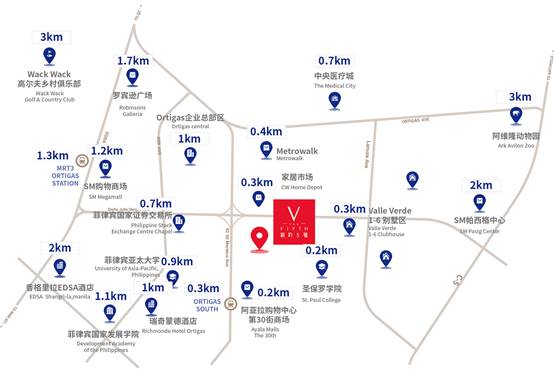 3km
Wack Wack
高尔夫乡村俱乐部
Wack Wack
Golf & Country Club
1.7km
罗宾逊广场
Robinsons
Galleria
0.7km
中央医疗城
The Medical City
3km
阿维隆动物园
Ark Avilon Zoo
Ortigas企业总部区
Ortigas central
1km
ORTIGAS AVE
0.4km
Metrowalk
Metrowalk
1.3km
MRT3
ORTIGAS
STATION
1.2km
SM购物商场
SM Megamall
家居市场
CW Home Depot
0.3km
2km
SM帕西格中心
SM Pasig Center
0.7km
菲律宾国家证券交易所
Philippine Stock
Exchange Centre Chapel
V
0.3km
Valle Verde
1-6 别墅区
Valle Verde
1-4 Clubhouse
2km
香格里拉EDSA酒店
EDSA Shangri-la,manila
菲律宾亚太大学
University of Asia-Pacific,
Philippines
0.9km
0.2km
圣保罗学院
St. Paul College
C-5
1.1km
菲律宾国家发展学院
Development Academy
of the Philippines
1km
瑞奇蒙德酒店
Richmonde Hotel Ortigas
0.3km
ORTIGAS
SOUTH
0.2km
阿亚拉购物中心
第30街商场
Ayala Malls
The 30th